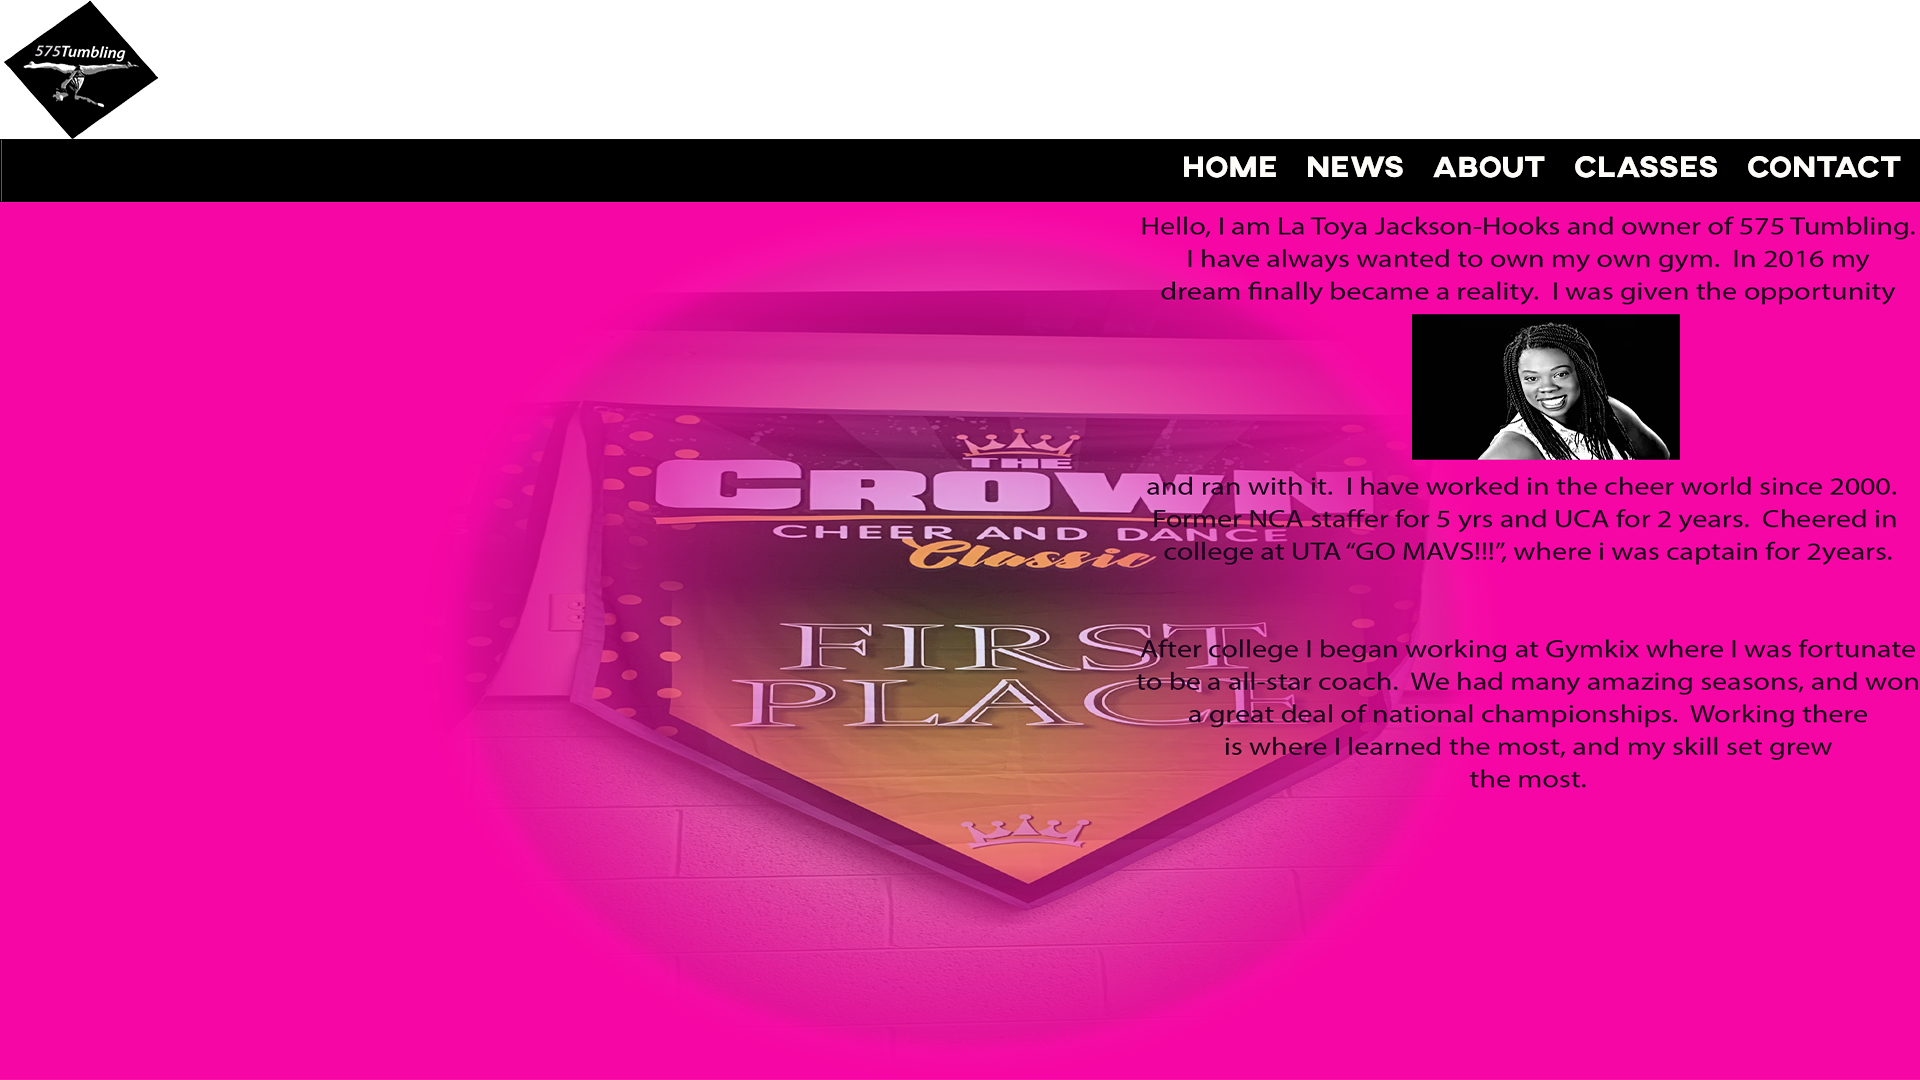 575Tumbling
HOME NEWS ABOUT CLASSES CONTACT
Hello, I am La Toya Jackson-Hooks and owner of 575 Tumbling.
I have always wanted to own my own gym. In 2016 my
dream finally became a reality. I was given the opportunity
and ran with it. I have worked in the cheer world since 2000.
Former NCA staffer for 5 yrs and UCA for 2 years. Cheered in
college at UTA “GO MAVS!!!”, where i was captain for 2years.
After college I began working at Gymkix where I was fortunate
to be a all-star coach. We had many amazing seasons, and won
a great deal of national championships. Working there
is where I learned the most, and my skill set grew
the most.
THE
CROWN
CHEER AND DANCE
Classic
FIRST
PLACE